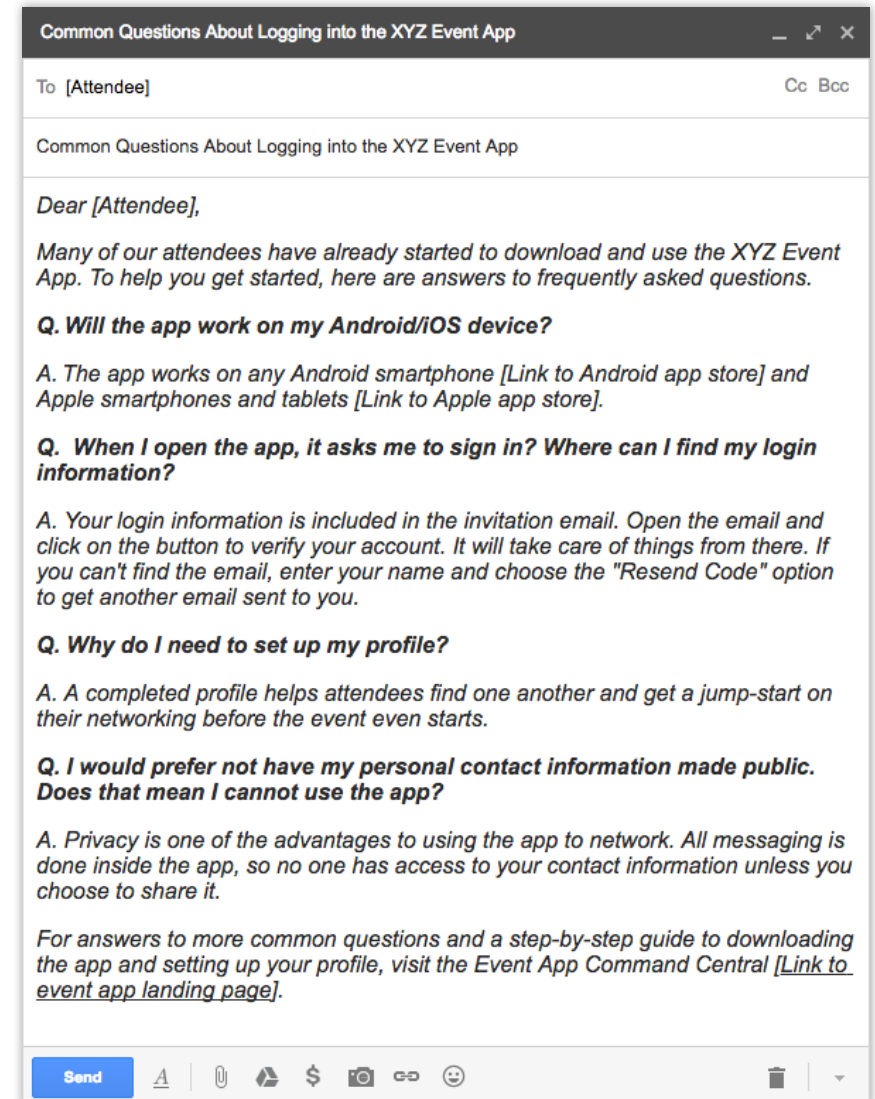 Common Questions About Logging into the XYZ Event App
To [Attendee] Cc Bcc
Common Questions About Logging into the XYZ Event App
Dear [Attendee],
Many of our attendees have already started to download and use the XYZ Event
App. To help you get started, here are answers to frequently asked questions.
Q. Will the app work on my Android/iOS device?
A. The app works on any Android smartphone [Link to Android app store] and
Apple smartphones and tablets [Link to Apple app store].
Q. When I open the app, it asks me to sign in? Where can I find my login
information?
A. Your login information is included in the invitation email. Open the email and
click on the button to verify your account. It will take care of things from there. If
you can't find the email, enter your name and choose the "Resend Code" option
to get another email sent to you.
Q. Why do I need to set up my profile?
A. A completed profile helps attendees find one another and get a jump-start on
their networking before the event even starts.
Q. I would prefer not have my personal contact information made public.
Does that mean I cannot use the app?
A. Privacy is one of the advantages to using the app to network. All messaging is
done inside the app, so no one has access to your contact information unless you
choose to share it.
For answers to more common questions and a step-by-step guide to downloading
the app and setting up your profile, visit the Event App Command Central [Link to
event app landing page].
Send A $